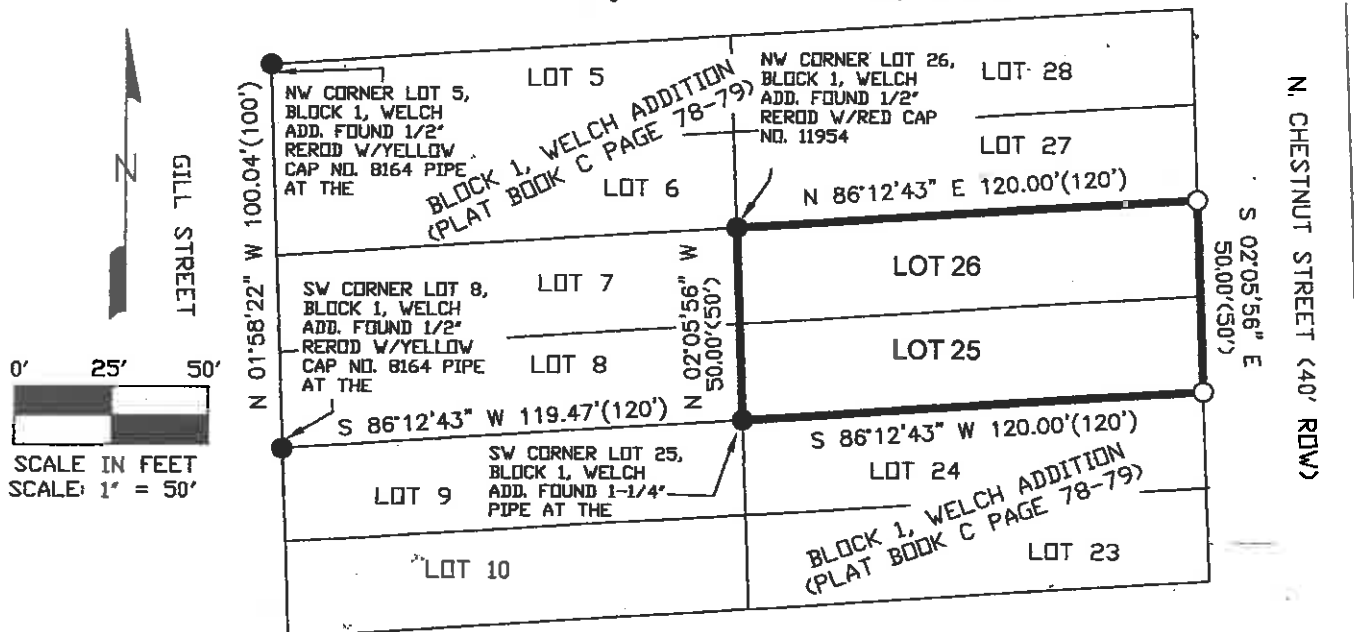 LOT 5
NW CORNER LOT 5,
BLOCK 1, WELCH
ADD. FOUND 1/2"
REROD W/YELLOW
CAP NO. 8164 PIPE
AT THE
BLOCK 1, WELCH ADDITION
(PLAT BOOK C PAGE 78-79)
LOT 6
NW CORNER LOT 26,
BLOCK 1, WELCH
ADD. FOUND 1/2"
REROD W/RED CAP
NO. 11954
LOT 28
LOT 27
N 86°12'43" E 120.00'(120')
N
GILL STREET
N 01°58'22" W 100.04'(100')
SW CORNER LOT 8,
BLOCK 1, WELCH
ADD. FOUND 1/2"
REROD W/YELLOW
CAP NO. 8164 PIPE
AT THE
LOT 7
LOT 8
N 02°05'56" W
50.00'(50')
LOT 26
LOT 25
S 02°05'56" E
50.00'(50')
N. CHESTNUT STREET (40' ROW)
0' 25' 50'
SCALE IN FEET
SCALE: 1" = 50'
S 86°12'43" W 119.47'(120')
S 86°12'43" W 120.00'(120')
SW CORNER LOT 25,
BLOCK 1, WELCH
ADD. FOUND 1-1/4"
PIPE AT THE
LOT 9
LOT 10
LOT 24
BLOCK 1, WELCH ADDITION
(PLAT BOOK C PAGE 78-79)
LOT 23